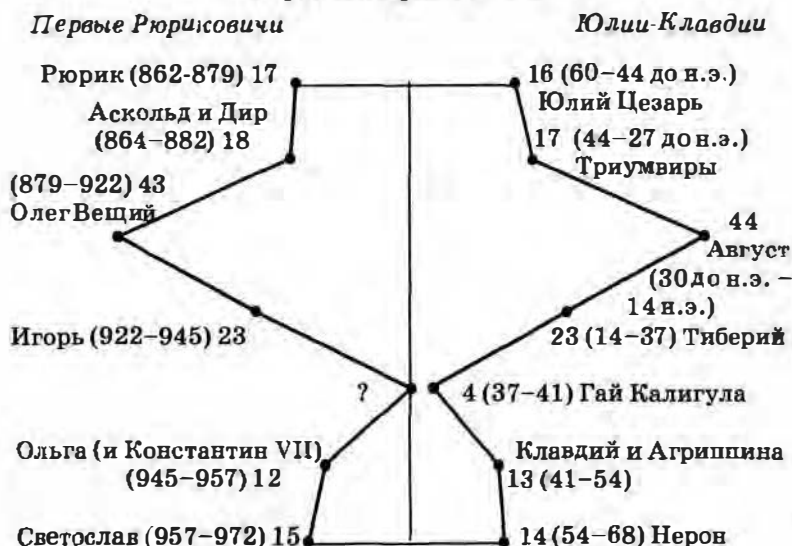 Первые Рюриковичи
Юлии-Клавдии
Рюрик (862-879) 17
16 (60–44 до н.э.)
Юлий Цезарь
Аскольд и Дир
(864–882) 18
17 (44–27 до н.э.)
Триумвиры
(879–922) 43
Олег Вещий
44
Август
(30 до н.э. –
14 н.э.)
Игорь (922–945) 23
23 (14–37) Тиберий
?
4 (37–41) Гай Калигула
Ольга (и Константин VII)
(945–957) 12
Клавдий и Агриппина
13 (41–54)
Светослав (957–972) 15
14 (54–68) Нерон